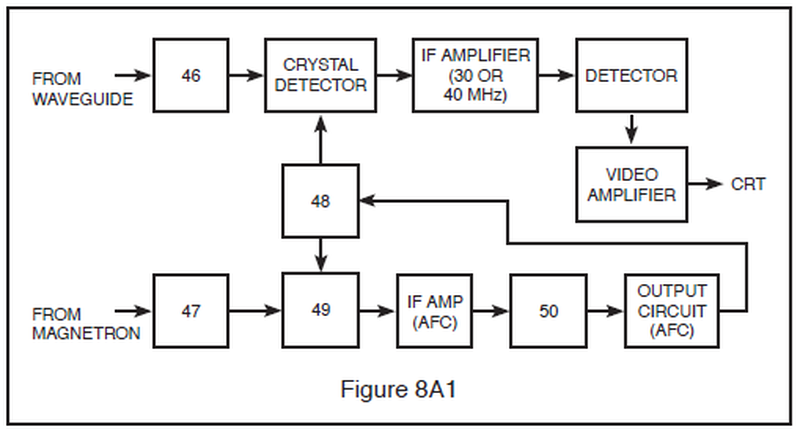 FROM
WAVEGUIDE
46
CRYSTAL
DETECTOR
IF AMPLIFIER
(30 OR
40 MHz)
DETECTOR
VIDEO
AMPLIFIER
CRT
48
FROM
MAGNETRON
47
49
IF AMP
(AFC)
50
OUTPUT
CIRCUIT
(AFC)
Figure 8A1